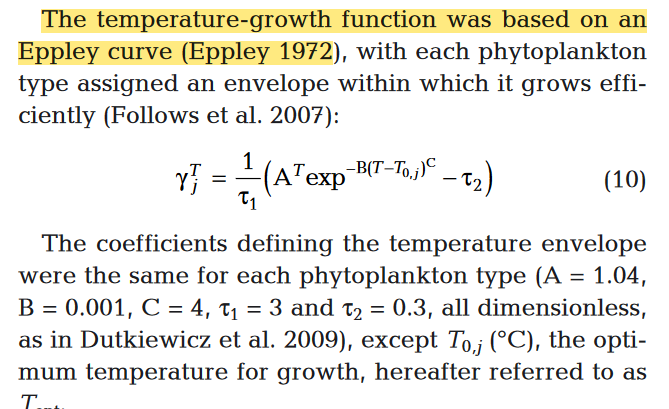 The temperature-growth function was based on an
Eppley curve (Eppley 1972), with each phytoplankton
type assigned an envelope within which it grows effi-
ciently (Follows et al. 2007):
γ_j^T = 1/τ₁ (A^T exp^{−B(T−T_{0,j})^C} − τ₂) (10)
The coefficients defining the temperature envelope
were the same for each phytoplankton type (A = 1.04,
B = 0.001, C = 4, τ₁ = 3 and τ₂ = 0.3, all dimensionless,
as in Dutkiewicz et al. 2009), except T_{0,j} (°C), the opti-
mum temperature for growth, hereafter referred to as